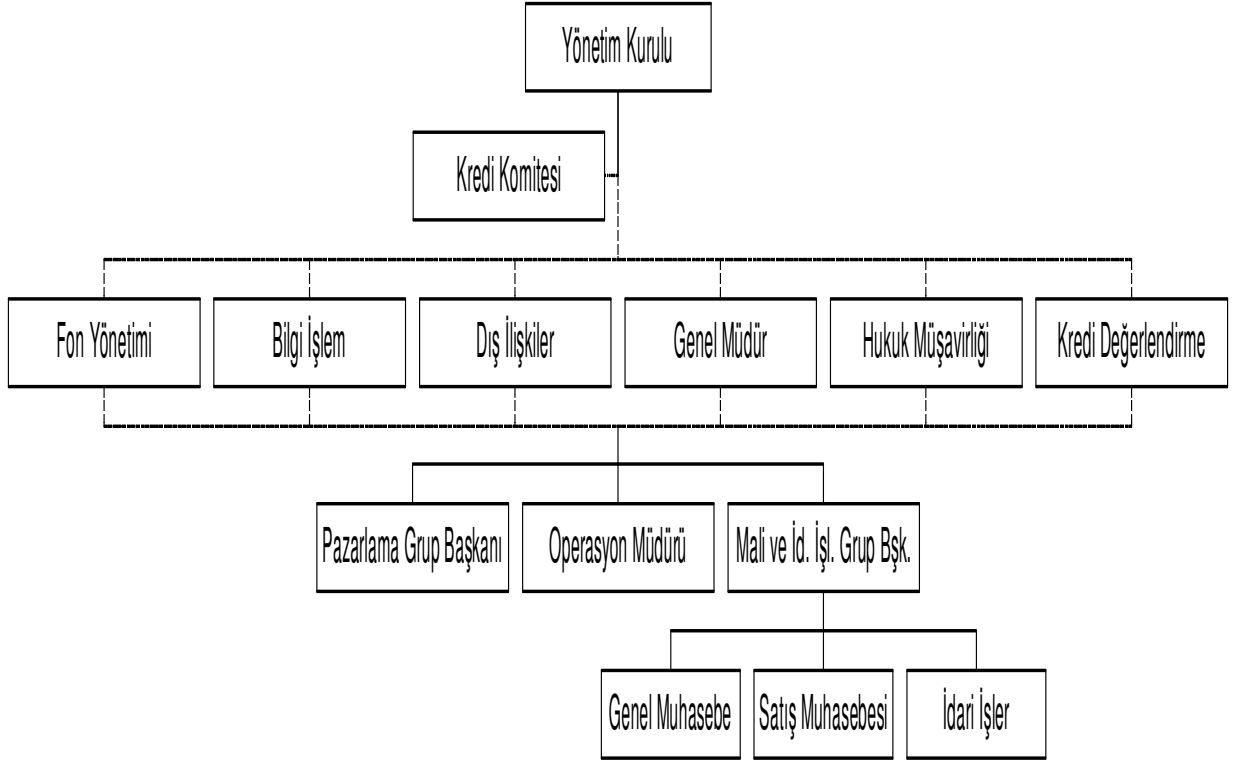 Yönetim Kurulu
Kredi Komitesi
Fon Yönetimi
Bilgi İşlem
Dış İlişkiler
Genel Müdür
Hukuk Müşavirliği
Kredi Değerlendirme
Pazarlama Grup Başkanı
Operasyon Müdürü
Mali ve İd. İşl. Grup Bşk.
Genel Muhasebe
Satış Muhasebesi
İdari İşler